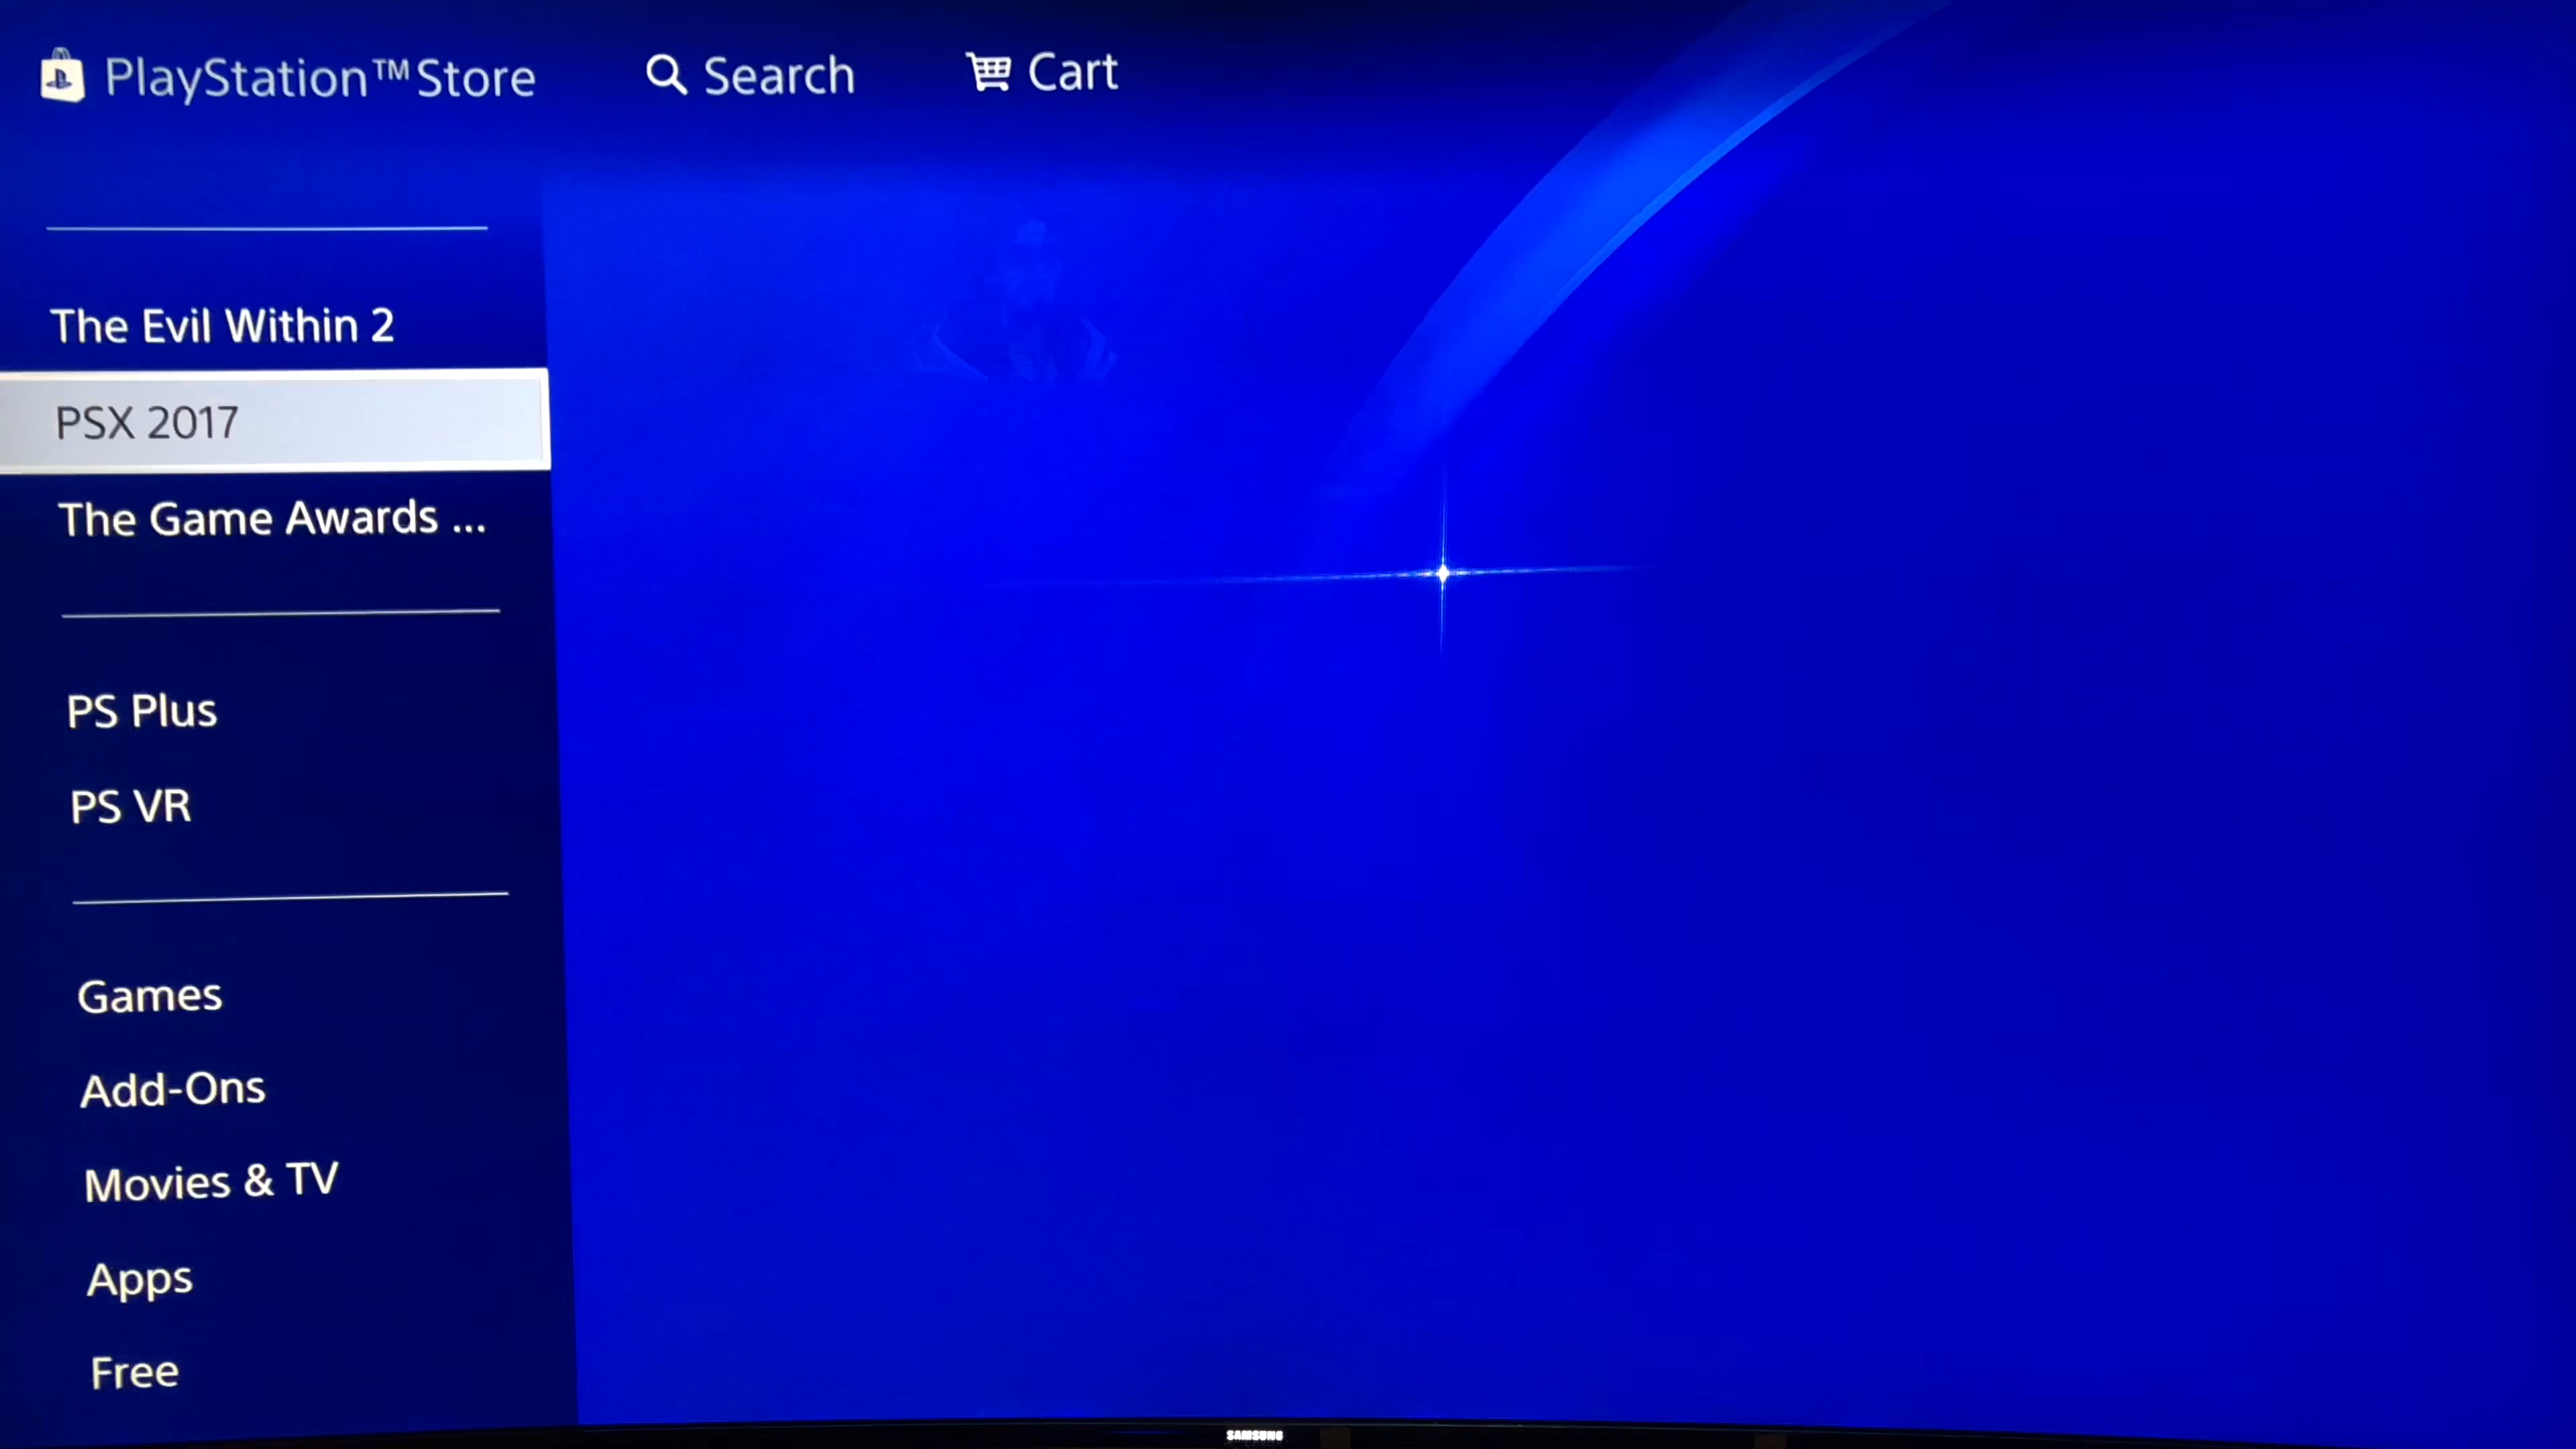 PlayStation™Store
Search
Cart
The Evil Within 2
PSX 2017
The Game Awards ...
PS Plus
PS VR
Games
Add-Ons
Movies & TV
Apps
Free
SAMSUNG